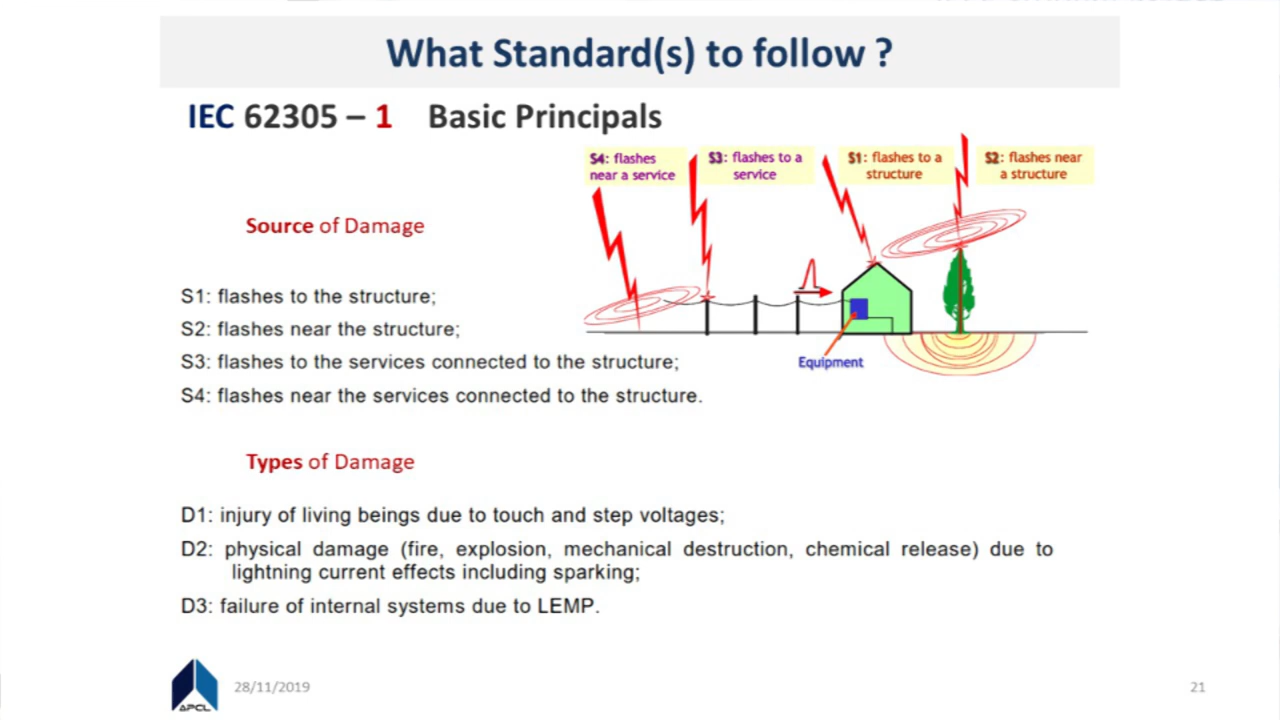 What Standard(s) to follow ?
IEC 62305 – 1 Basic Principals
S4: flashes
near a service
S3: flashes to a
service
S1: flashes to a
structure
S2: flashes near
a structure
Equipment
Source of Damage
S1: flashes to the structure;
S2: flashes near the structure;
S3: flashes to the services connected to the structure;
S4: flashes near the services connected to the structure.
Types of Damage
D1: injury of living beings due to touch and step voltages;
D2: physical damage (fire, explosion, mechanical destruction, chemical release) due to
lightning current effects including sparking;
D3: failure of internal systems due to LEMP.
APCL
28/11/2019
21